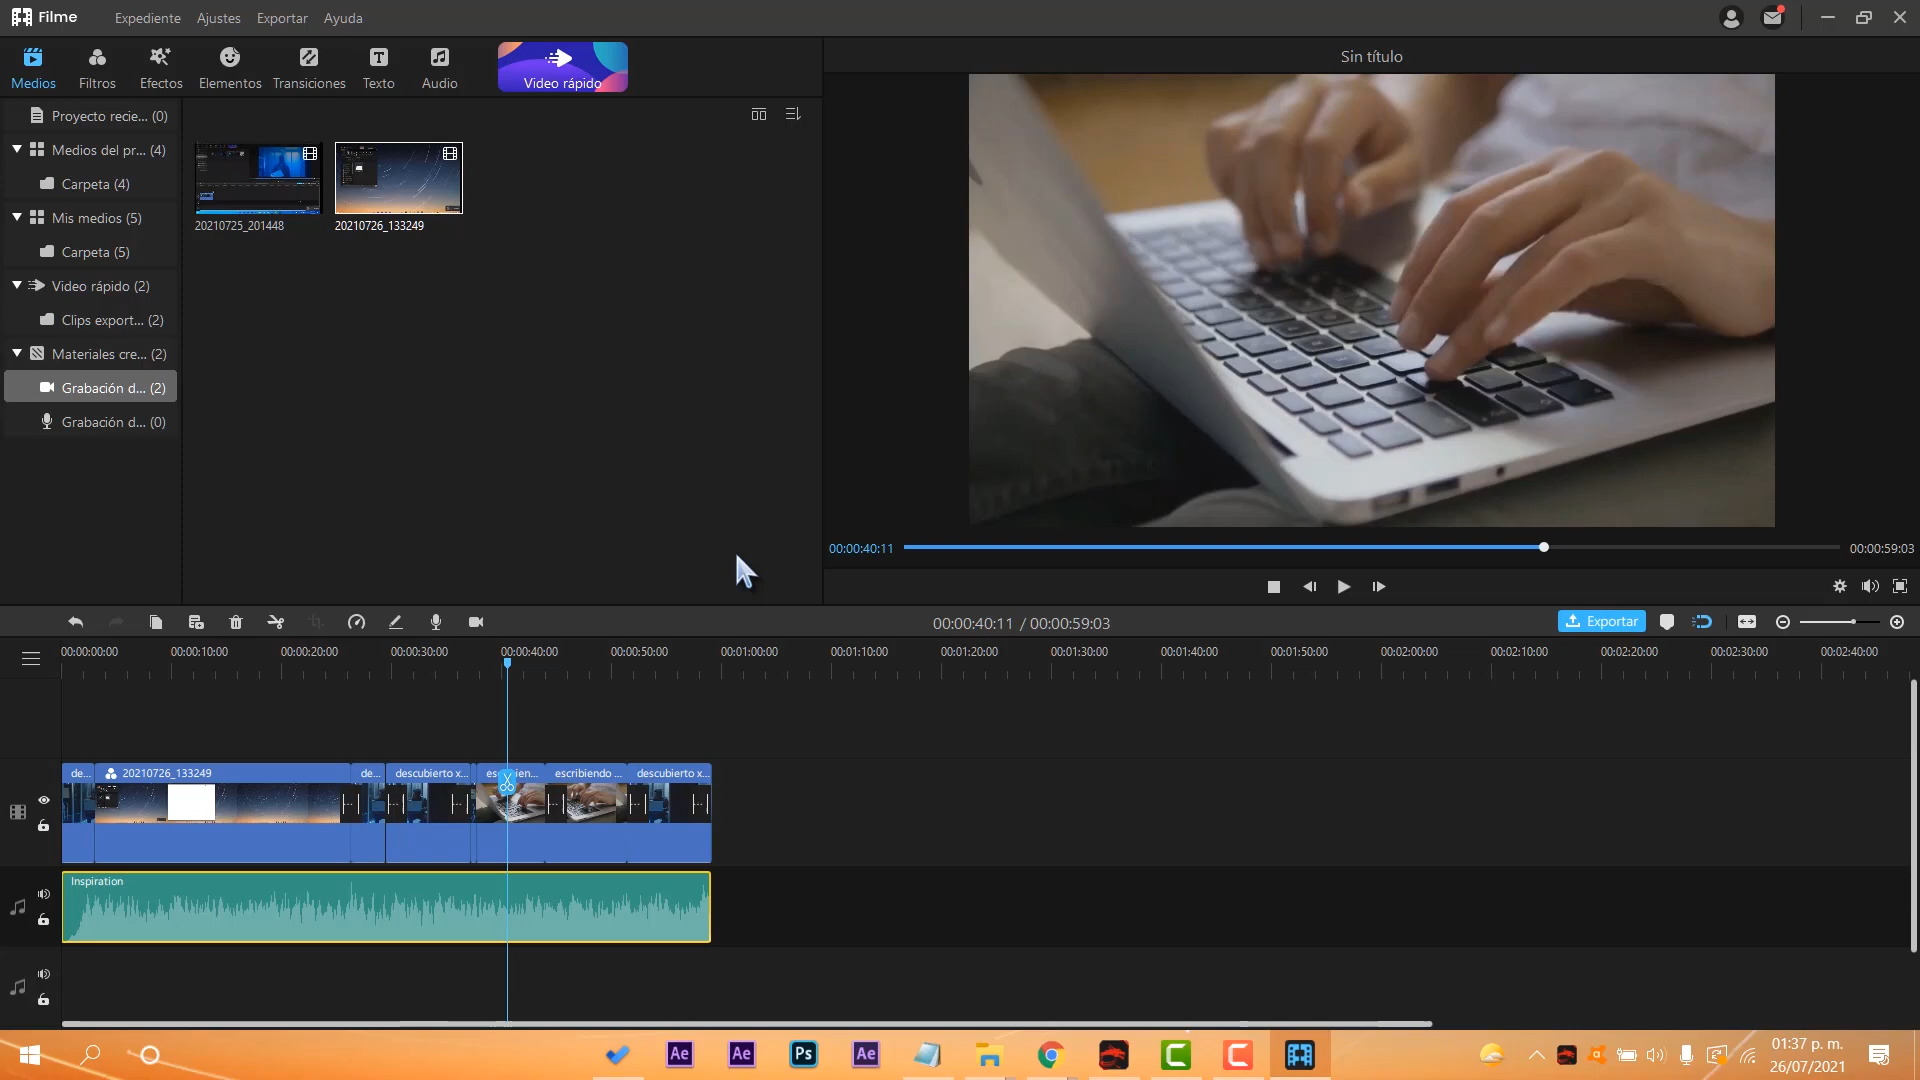 Filme
Expediente Ajustes Exportar Ayuda
Sin título
Medios Filtros Efectos Elementos Transiciones Texto Audio Video rápido
Proyecto recie... (0)
Medios del pr... (4)
Carpeta (4)
Mis medios (5)
Carpeta (5)
Video rápido (2)
Clips export... (2)
Materiales cre... (2)
Grabación d... (2)
Grabación d... (0)
20210725_201448 20210726_133249
00:00:40:11 00:00:59:03
00:00:40:11 / 00:00:59:03
Exportar
00:00:00:00 00:00:10:00 00:00:20:00 00:00:30:00 00:00:40:00 00:00:50:00 00:01:00:00 00:01:10:00 00:01:20:00 00:01:30:00 00:01:40:00 00:01:50:00 00:02:00:00 00:02:10:00 00:02:20:00 00:02:30:00 00:02:40:00
de... 20210726_133249 de... descubierto x... escribiendo ... descubierto x...
Inspiration
Ae Ae Ps Ae
01:37 p. m.
26/07/2021